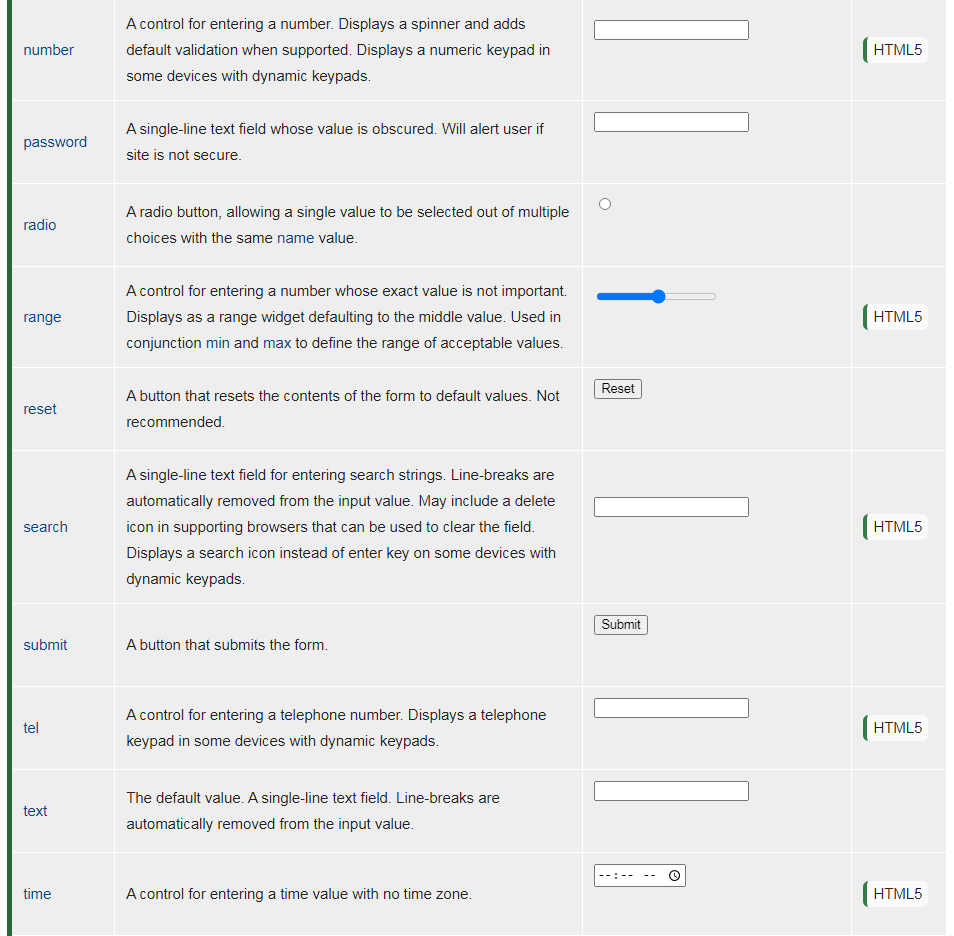 number
A control for entering a number. Displays a spinner and adds
default validation when supported. Displays a numeric keypad in
some devices with dynamic keypads.
HTML5
password
A single-line text field whose value is obscured. Will alert user if
site is not secure.
radio
A radio button, allowing a single value to be selected out of multiple
choices with the same name value.
range
A control for entering a number whose exact value is not important.
Displays as a range widget defaulting to the middle value. Used in
conjunction min and max to define the range of acceptable values.
HTML5
reset
A button that resets the contents of the form to default values. Not
recommended.
Reset
search
A single-line text field for entering search strings. Line-breaks are
automatically removed from the input value. May include a delete
icon in supporting browsers that can be used to clear the field.
Displays a search icon instead of enter key on some devices with
dynamic keypads.
HTML5
submit
A button that submits the form.
Submit
tel
A control for entering a telephone number. Displays a telephone
keypad in some devices with dynamic keypads.
HTML5
text
The default value. A single-line text field. Line-breaks are
automatically removed from the input value.
time
A control for entering a time value with no time zone.
--:-- --
HTML5